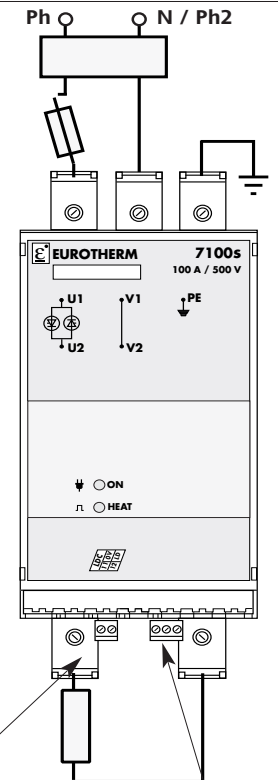 Ph N / Ph2
ε EUROTHERM 7100s
100 A / 500 V
U1 V1 PE
U2 V2
ON
HEAT